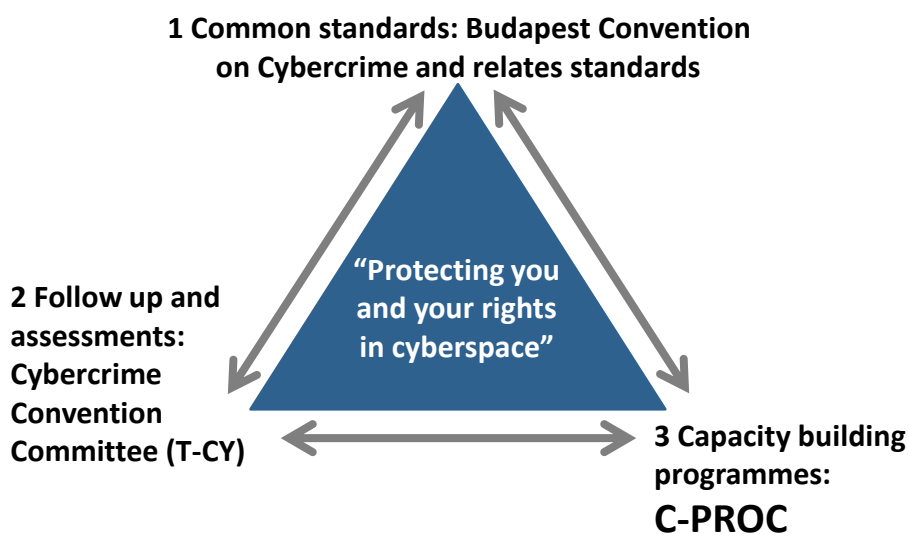 1 Common standards: Budapest Convention
on Cybercrime and relates standards
“Protecting you
and your rights
in cyberspace”
2 Follow up and
assessments:
Cybercrime
Convention
Committee (T-CY)
3 Capacity building
programmes:
C-PROC